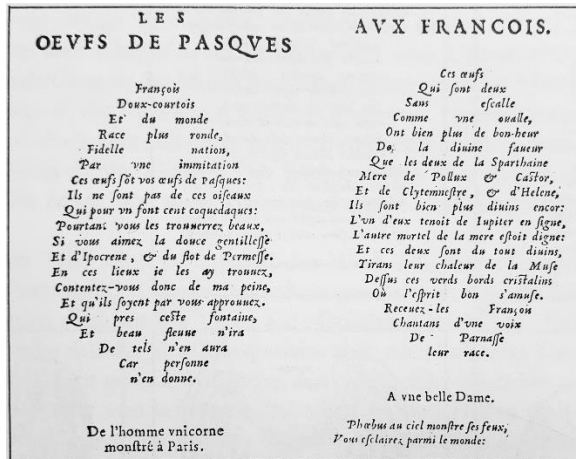 LES
OEVFS DE PASQVES
François
Doux-courtois
Et du monde
Race plus ronde,
Fidelle nation,
Par vne immitation
Ces œufs sõt vos œufs de Pasques:
Ils ne sont pas de ces oiseaux
Qui pour vn font cent coquedaques:
Pourtant vous les trouuerrez beaux,
Si vous aimez la douce gentillesse
Et d'Ipocrene, & du flot de Permesse.
En ces lieux ie les ay trouuez,
Contentez-vous donc de ma peine,
Et qu'ils soyent par vous approuuez.
Qui pres ceste fontaine,
Et beau fleuue n'ira
De tels n'en aura
Car personne
n'en donne.
De l'homme vnicorne
monstré à Paris.
AVX FRANCOIS.
Ces œufs
Qui sont deux
Sans escalle
Comme vne oualle,
Ont bien plus de bon-heur
De la diuine faueur
Que les deux de la Sparthaine
Mere de Pollux & Castor,
Et de Clytemnestre, & d'Helene,
Ils sont bien plus diuins encor:
L'vn d'eux tenoit de Iupiter en signe,
L'autre mortel de la mere estoit digne:
Et ces deux sont du tout diuins,
Tirans leur chaleur de la Muse
Dessus ces verds bords cristalins
Où l'esprit bon s'amuse.
Receuez-les François
Chantans d'vne voix
De Parnasse
leur race.
A vne belle Dame.
Phœbus au ciel monstre ses feux,
Vous esclairez parmi le monde: